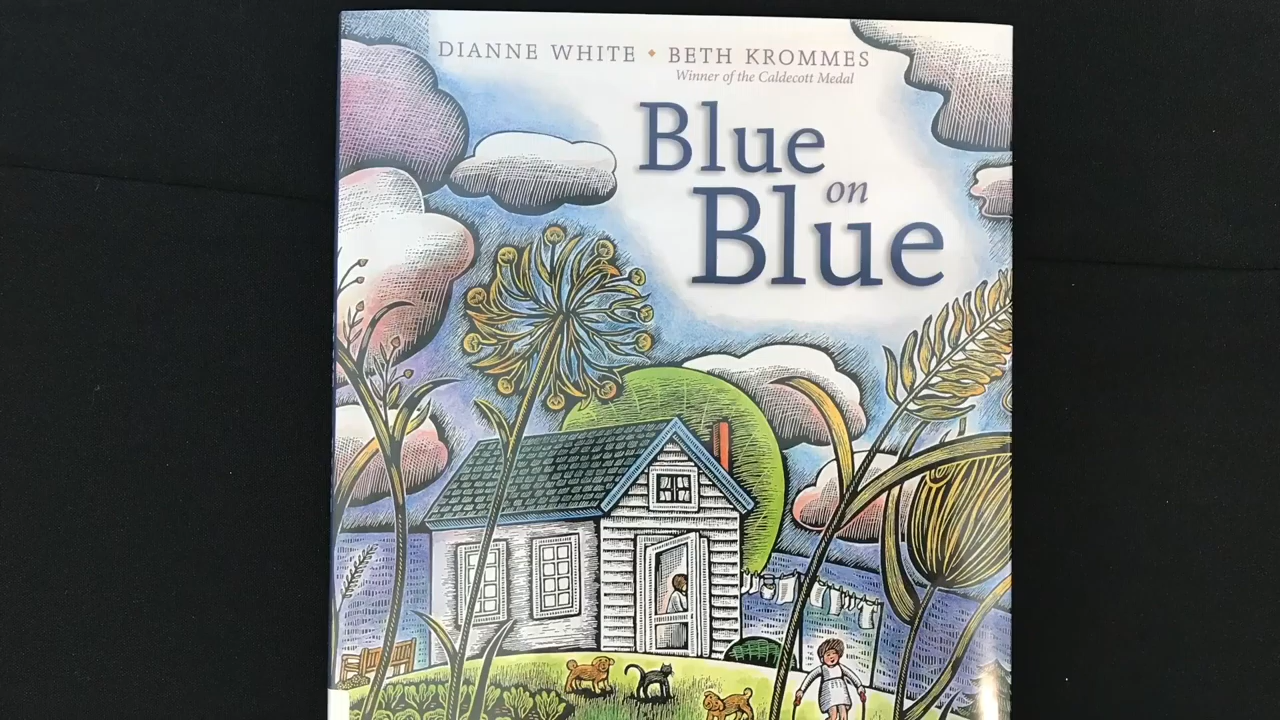 DIANNE WHITE • BETH KROMMES
Winner of the Caldecott Medal
Blue
on
Blue